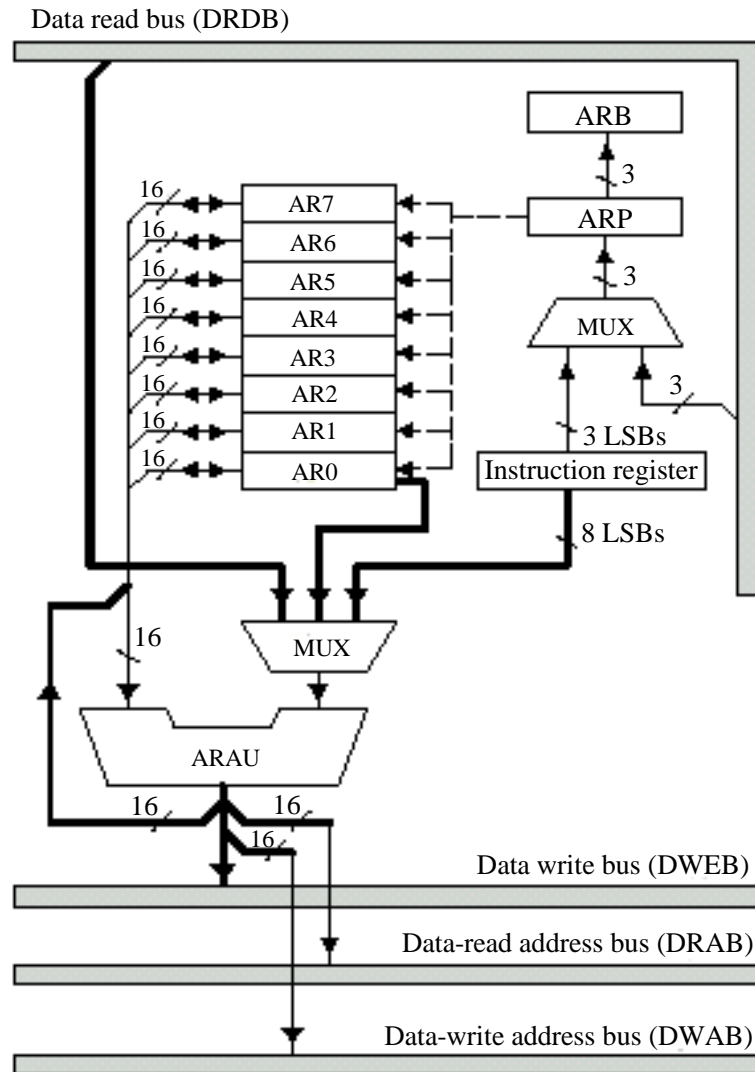 Data read bus (DRDB)
ARB
3
ARP
3
MUX
3
3 LSBs
Instruction register
8 LSBs
16
AR7
16
AR6
16
AR5
16
AR4
16
AR3
16
AR2
16
AR1
16
AR0
16
MUX
ARAU
16
16
16
Data write bus (DWEB)
Data-read address bus (DRAB)
Data-write address bus (DWAB)